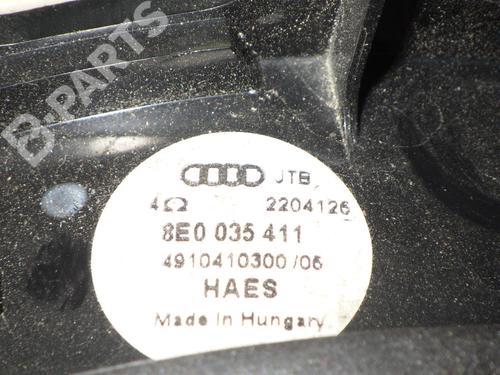 B-PARTS
JTB
4Ω 2204126
8E0 035 411
4910410300/06
HAES
Made In Hungary